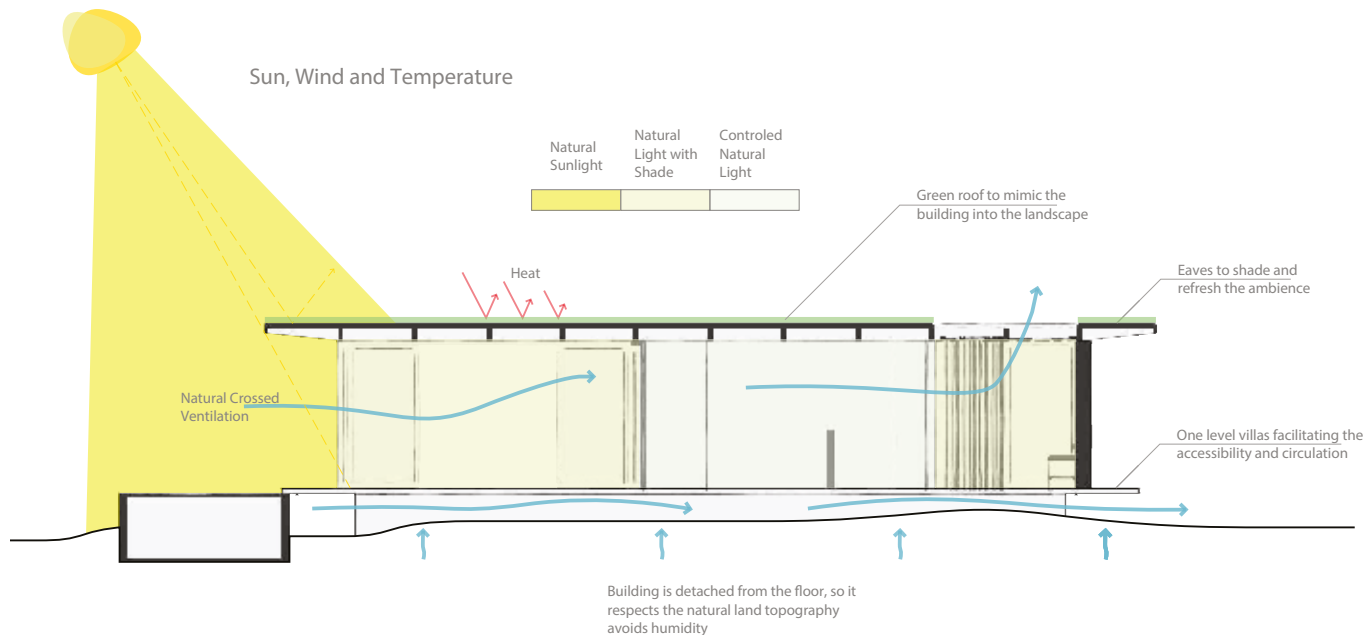 Sun, Wind and Temperature
Natural
Sunlight
Natural
Light with
Shade
Controled
Natural
Light
Green roof to mimic the
building into the landscape
Heat
Eaves to shade and
refresh the ambience
Natural Crossed
Ventilation
One level villas facilitating the
accessibility and circulation
Building is detached from the floor, so it
respects the natural land topography
avoids humidity